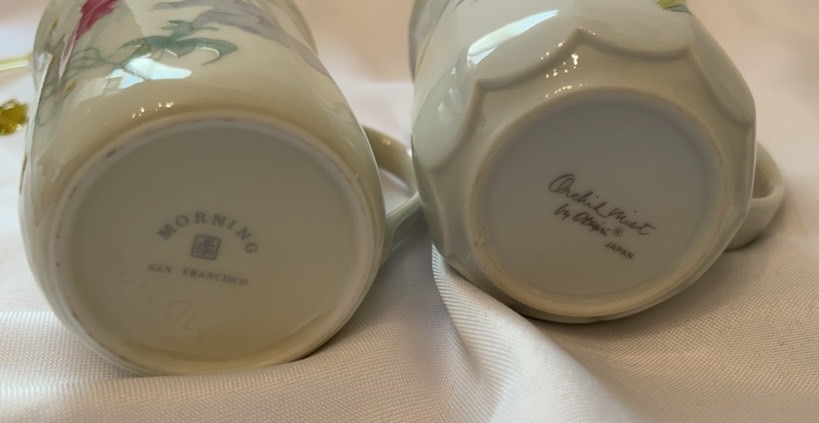 MORNING
SAN FRANCISCO
Orchid Mist
by Otagiri®
JAPAN